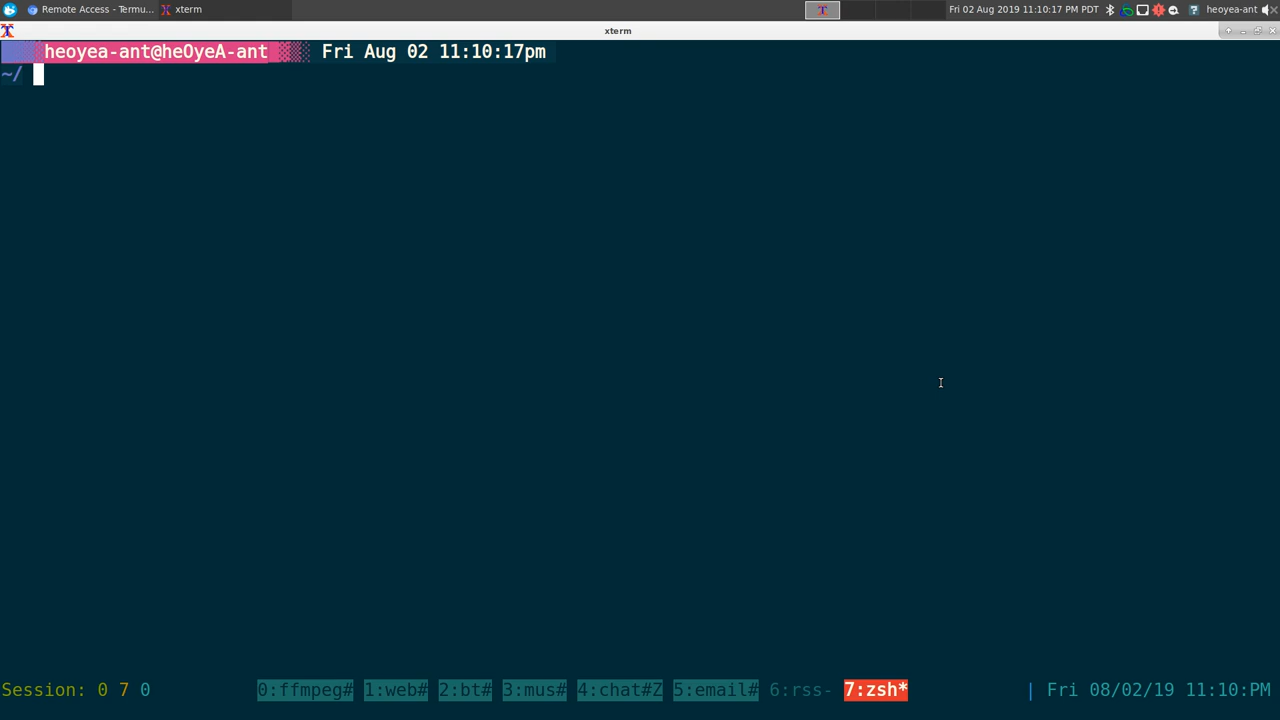 Remote Access - Termu... xterm Fri 02 Aug 2019 11:10:17 PM PDT heoyea-ant
xterm
heoyea-ant@heOyeA-ant Fri Aug 02 11:10:17pm
~/
Session: 0 7 0 0:ffmpeg# 1:web# 2:bt# 3:mus# 4:chat#Z 5:email# 6:rss- 7:zsh* | Fri 08/02/19 11:10:PM